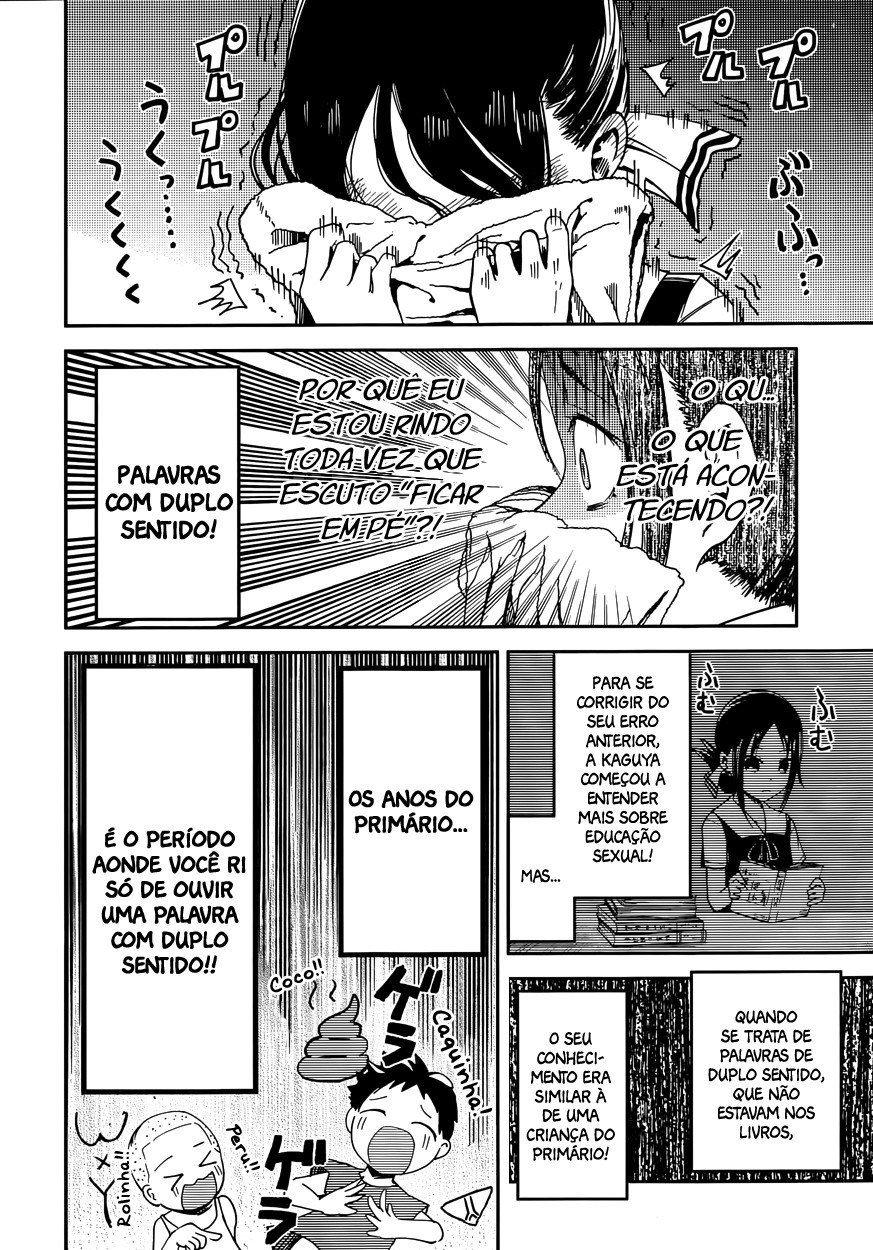 プル
プル
プル
プル
ぶふっ…
うくっ……
うくくくく
O QU...
O QUE
ESTÁ ACON-
TECENDO?!
POR QUÊ EU
ESTOU RINDO
TODA VEZ QUE
ESCUTO "FICAR
EM PÉ"?!
PALAVRAS
COM DUPLO
SENTIDO!
ふむ
ふむ
PARA SE
CORRIGIR DO
SEU ERRO
ANTERIOR,
A KAGUYA
COMEÇOU A
ENTENDER
MAIS SOBRE
EDUCAÇÃO
SEXUAL!
MAS...
QUANDO
SE TRATA DE
PALAVRAS DE
DUPLO SENTIDO,
QUE NÃO
ESTAVAM NOS
LIVROS,
O SEU
CONHECI-
MENTO ERA
SIMILAR À
DE UMA
CRIANÇA DO
PRIMÁRIO!
OS ANOS DO
PRIMÁRIO...
É O PERÍODO
AONDE VOCÊ RI
SÓ DE OUVIR
UMA PALAVRA
COM DUPLO
SENTIDO!!
Coco!!
ゲラ
Caquinha!
Peru!!
ゲラ
Rolinha!!